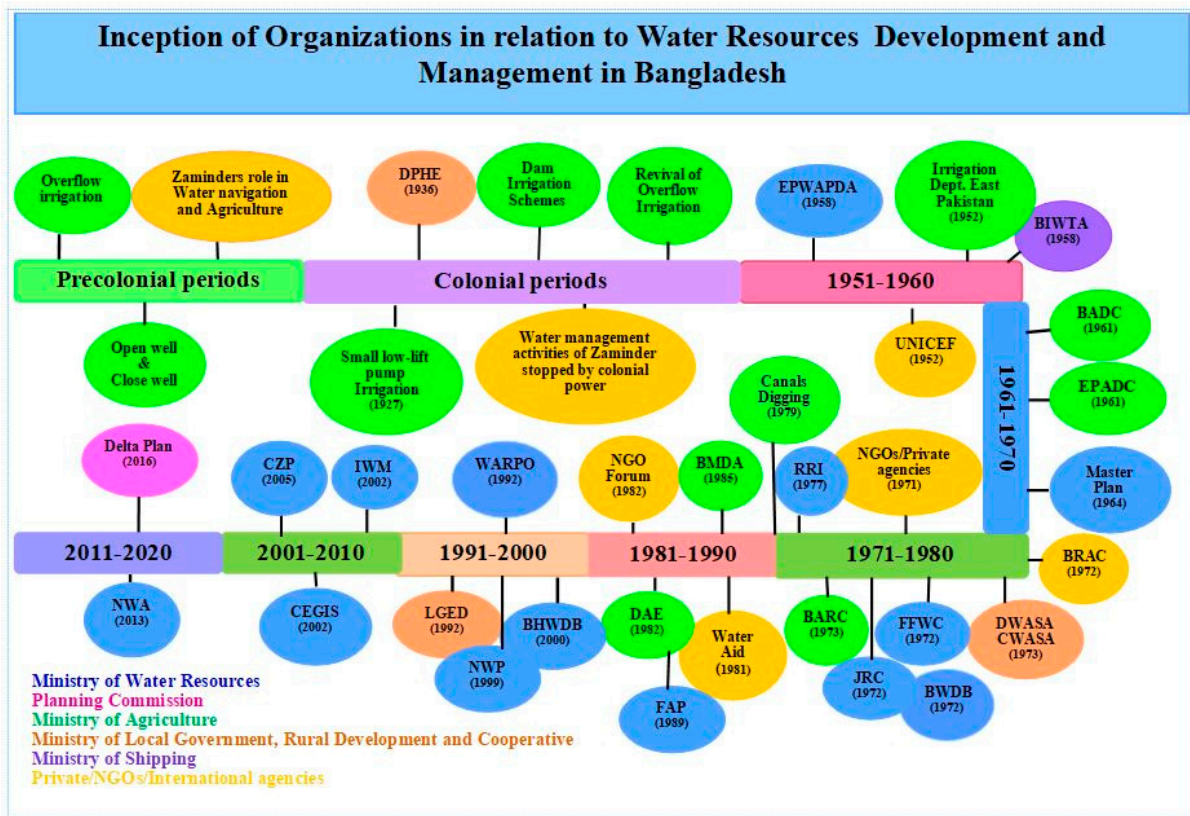 Inception of Organizations in relation to Water Resources Development and
Management in Bangladesh
Overflow
irrigation
Zaminders role in
Water navigation
and Agriculture
DPHE
(1936)
Dam
Irrigation
Schemes
Revival of
Overflow
Irrigation
EPWAPDA
(1958)
Irrigation
Dept. East
Pakistan
(1952)
BIWTA
(1958)
Precolonial periods
Colonial periods
1951-1960
Open well
&
Close well
Small low-lift
pump
Irrigation
(1927)
Water management
activities of Zaminder
stopped by colonial
power
UNICEF
(1952)
1961-1970
BADC
(1961)
EPADC
(1961)
Master
Plan
(1964)
Delta Plan
(2016)
CZP
(2005)
IWM
(2002)
WARPO
(1992)
NGO
Forum
(1982)
BMDA
(1985)
Canals
Digging
(1979)
RRI
(1977)
NGOs/Private
agencies
(1971)
2011-2020
2001-2010
1991-2000
1981-1990
1971-1980
BRAC
(1972)
NWA
(2013)
CEGIS
(2002)
LGED
(1992)
NWP
(1999)
BHWDB
(2000)
DAE
(1982)
FAP
(1989)
Water
Aid
(1981)
BARC
(1973)
JRC
(1972)
FFWC
(1972)
BWDB
(1972)
DWASA
CWASA
(1973)
Ministry of Water Resources
Planning Commission
Ministry of Agriculture
Ministry of Local Government, Rural Development and Cooperative
Ministry of Shipping
Private/NGOs/International agencies